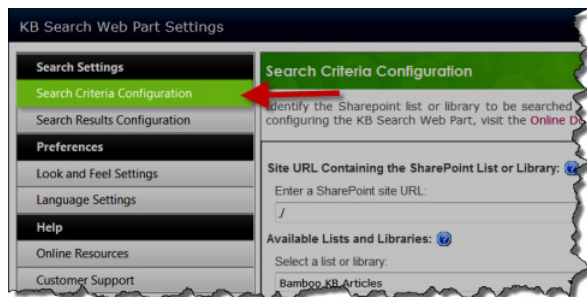 KB Search Web Part Settings
Search Settings
Search Criteria Configuration
Search Results Configuration
Preferences
Look and Feel Settings
Language Settings
Help
Online Resources
Customer Support
Search Criteria Configuration
Identify the Sharepoint list or library to be searched
configuring the KB Search Web Part, visit the Online
Site URL Containing the SharePoint List or Library:
Enter a SharePoint site URL:
./
Available Lists and Libraries:
Select a list or library:
Bamboo KB Articles